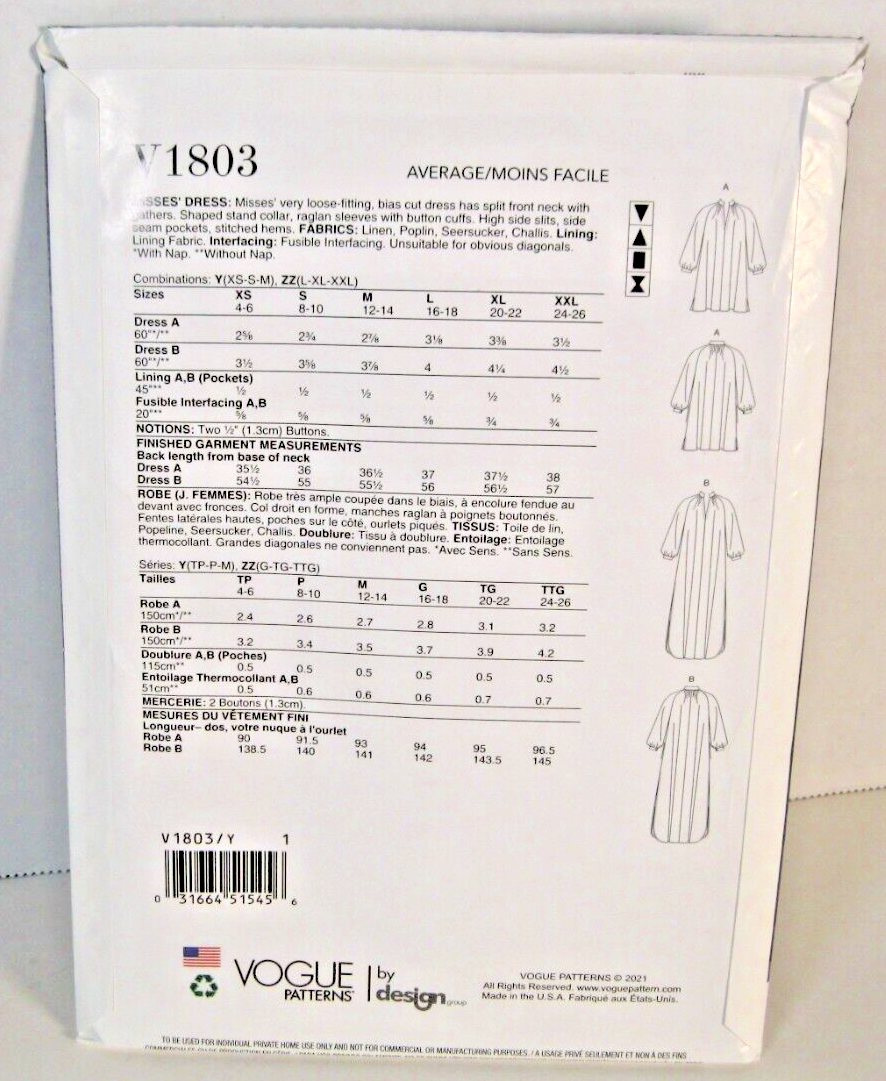 V1803
AVERAGE/MOINS FACILE
SSES' DRESS: Misses' very loose-fitting, bias cut dress has split front neck with
thers. Shaped stand collar, raglan sleeves with button cuffs. High side slits, side
seam pockets, stitched hems. FABRICS: Linen, Poplin, Seersucker, Challis. Lining:
Lining Fabric. Interfacing: Fusible Interfacing. Unsuitable for obvious diagonals.
*With Nap. **Without Nap.
Combinations: Y(XS-S-M), ZZ(L-XL-XXL)
Sizes XS S M L XL XXL
4-6 8-10 12-14 16-18 20-22 24-26
Dress A
60"*/** 2⅝ 2¾ 2⅞ 3⅛ 3⅜ 3½
Dress B
60"*/** 3½ 3⅝ 3⅞ 4 4¼ 4½
Lining A,B (Pockets)
45"** ½ ½ ½ ½ ½ ½
Fusible Interfacing A,B
20"** ⅝ ⅝ ⅝ ⅝ ¾ ¾
NOTIONS: Two ½" (1.3cm) Buttons.
FINISHED GARMENT MEASUREMENTS
Back length from base of neck
Dress A 35½ 36 36½ 37 37½ 38
Dress B 54½ 55 55½ 56 56½ 57
ROBE (J. FEMMES): Robe très ample coupée dans le biais, à encolure fendue au
devant avec fronces. Col droit en forme, manches raglan à poignets boutonnés.
Fentes latérales hautes, poches sur le côté, ourlets piqués. TISSUS: Toile de lin,
Popeline, Seersucker, Challis. Doublure: Tissu à doublure. Entoilage: Entoilage
thermocollant. Grandes diagonales ne conviennent pas. *Avec Sens. **Sans Sens.
Séries: Y(TP-P-M), ZZ(G-TG-TTG)
Tailles TP P M G TG TTG
4-6 8-10 12-14 16-18 20-22 24-26
Robe A
150cm*/** 2.4 2.6 2.7 2.8 3.1 3.2
Robe B
150cm*/** 3.2 3.4 3.5 3.7 3.9 4.2
Doublure A,B (Poches)
115cm** 0.5 0.5 0.5 0.5 0.5 0.5
Entoilage Thermocollant A,B
51cm** 0.5 0.6 0.6 0.6 0.7 0.7
MERCERIE: 2 Boutons (1.3cm).
MESURES DU VÊTEMENT FINI
Longueur– dos, votre nuque à l'ourlet
Robe A 90 91.5 93 94 95 96.5
Robe B 138.5 140 141 142 143.5 145
A
A
B
B
V1803/Y 1
0 31664 51545 6
VOGUE PATTERNS by design group
VOGUE PATTERNS © 2021
All Rights Reserved. www.voguepattern.com
Made in the U.S.A. Fabriqué aux États-Unis.
TO BE USED FOR INDIVIDUAL PRIVATE HOME USE ONLY AND NOT FOR COMMERCIAL OR MANUFACTURING PURPOSES. / A USAGE PRIVÉ SEULEMENT ET NON À DES FINS